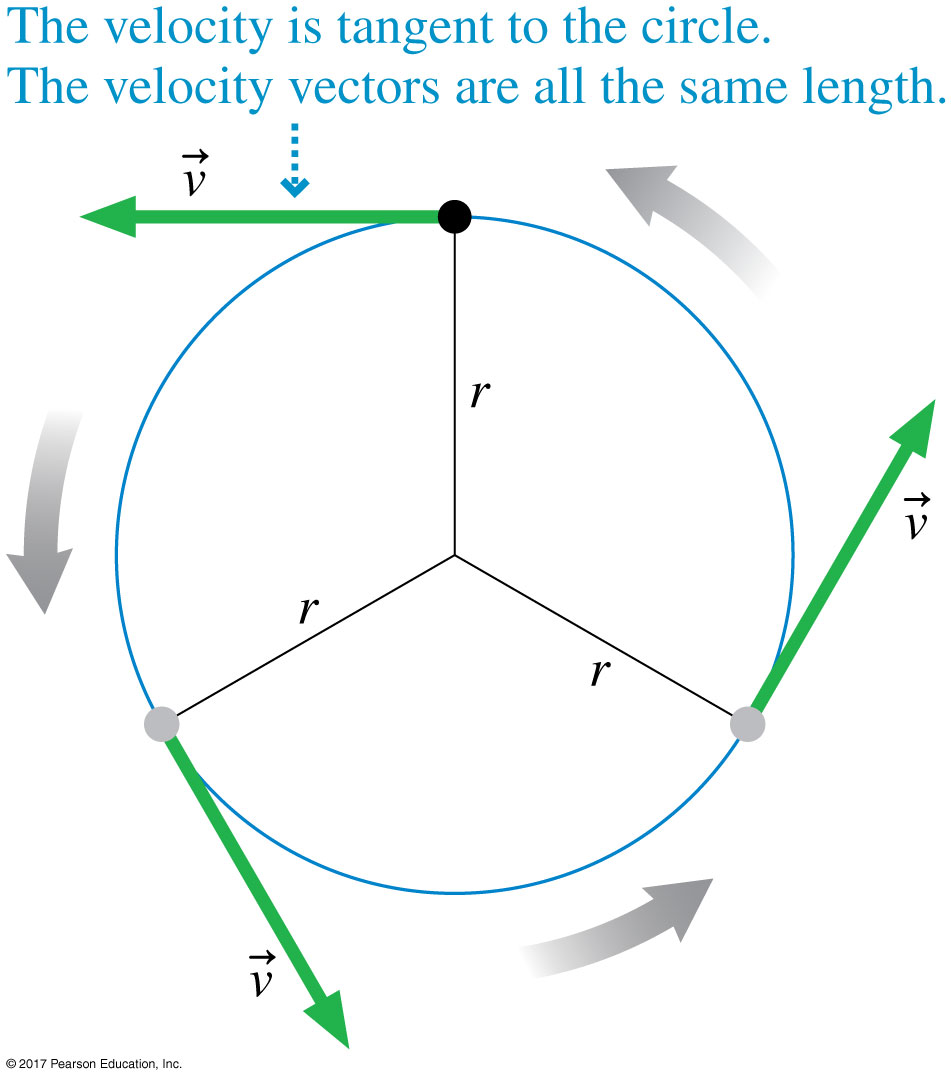 The velocity is tangent to the circle.
The velocity vectors are all the same length.
v⃗
r
v⃗
r
r
v⃗
© 2017 Pearson Education, Inc.